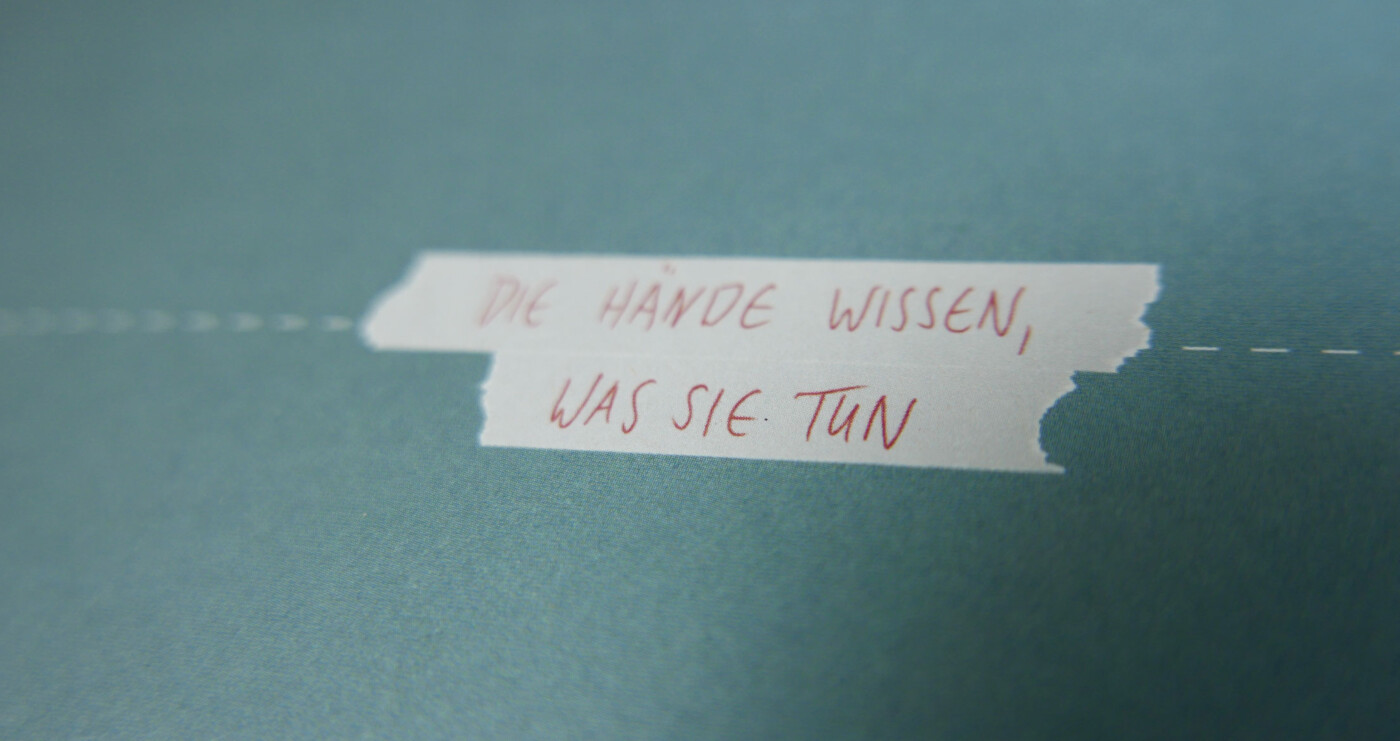 DIE HÄNDE WISSEN,
WAS SIE TUN